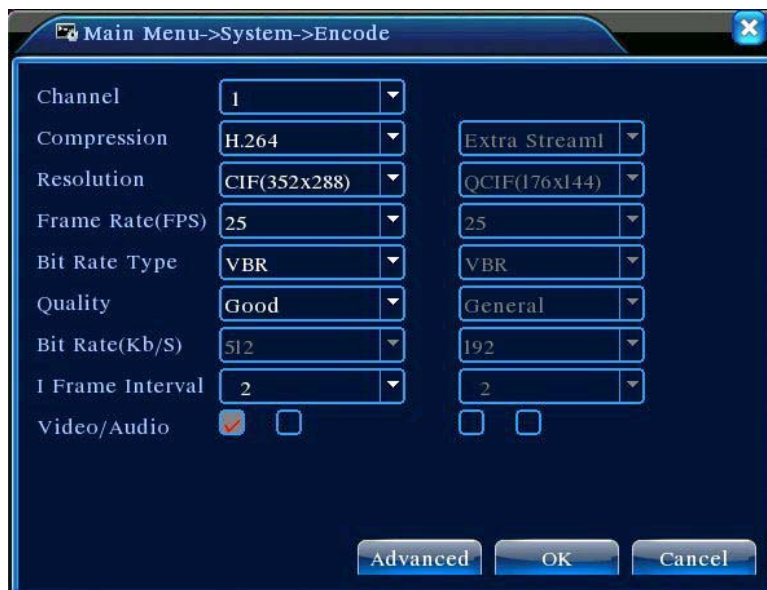 Main Menu->System->Encode
Channel 1
Compression H.264 Extra Stream1
Resolution CIF(352x288) QCIF(176x144)
Frame Rate(FPS) 25 25
Bit Rate Type VBR VBR
Quality Good General
Bit Rate(Kb/S) 512 192
I Frame Interval 2 2
Video/Audio
Advanced OK Cancel